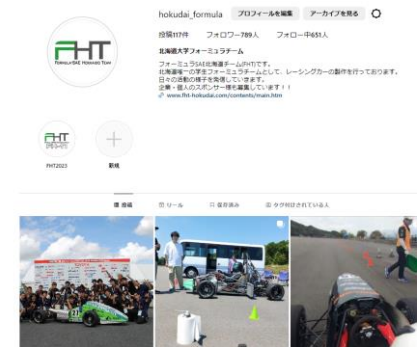 hokudai_formula プロフィールを編集 アーカイブを見る
投稿117件 フォロワー789人 フォロー中651人
北海道大学フォーミュラチーム
フォーミュラSAE北海道チーム(FHT)です。
北海道唯一の学生フォーミュラチームとして、レーシングカーの製作を行っております。
日々の活動の様子を発信していきます。
企業・個人のスポンサー様も募集しています！！
www.fht-hokudai.com/contents/main.htm
FHT
FORMULA-SAE HOKKAIDO TEAM
FHT
FHT2023 新規
投稿 リール 保存済み タグ付けされている人